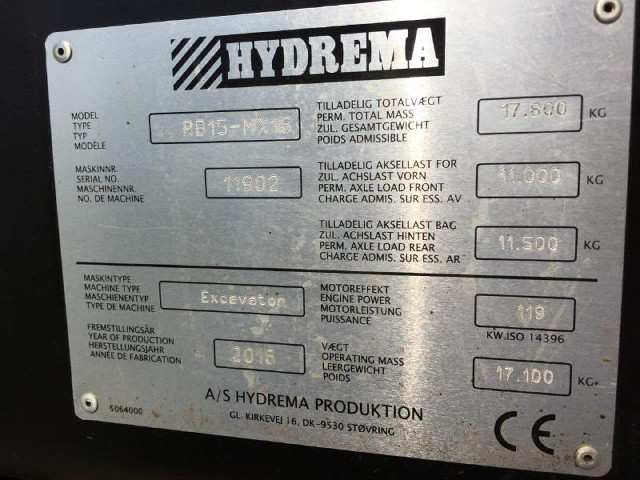 HYDREMA
MODEL
TYPE
TYP
MODÈLE
RB15-MX16
TILLADELIG TOTALVÆGT
PERM. TOTAL MASS
ZUL. GESAMTGEWICHT
POIDS ADMISSIBLE
17.800 KG
MASKINNR.
SERIAL NO.
MASCHINENNR.
NO. DE MACHINE
11902
TILLADELIG AKSELLAST FOR
ZUL. ACHSLAST VORN
PERM. AXLE LOAD FRONT
CHARGE ADMIS. SUR ESS. AV
11.000 KG
TILLADELIG AKSELLAST BAG
ZUL. ACHSLAST HINTEN
PERM. AXLE LOAD REAR
CHARGE ADMIS. SUR ESS. AR
11.500 KG
MASKINTYPE
MACHINE TYPE
MASCHIENENTYP
TYPE DE MACHINE
Excavator
MOTOREFFEKT
ENGINE POWER
MOTORLEISTUNG
PUISSANCE
119
KW.ISO 14396
FREMSTILLINGSÅR
YEAR OF PRODUCTION
HERSTELLUNGSJAHR
ANNÉE DE FABRICATION
2016
VÆGT
OPERATING MASS
LEERGEWICHT
POIDS
17.100 KG
A/S HYDREMA PRODUKTION
GL. KIRKEVEJ 16, DK-9530 STØVRING
5064000
CE